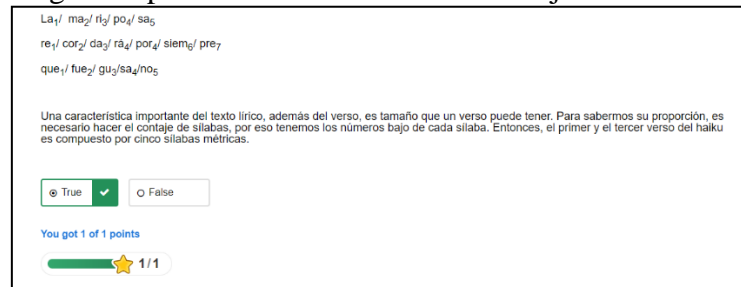 La₁/ ma₂/ ri₃/ po₄/ sa₅
re₁/ cor₂/ da₃/ rá₄/ por₄/ siem₆/ pre₇
que₁/ fue₂/ gu₃/sa₄/no₅
Una característica importante del texto lírico, además del verso, es tamaño que un verso puede tener. Para sabermos su proporción, es
necesario hacer el contaje de sílabas, por eso tenemos los números bajo de cada sílaba. Entonces, el primer y el tercer verso del haiku
es compuesto por cinco sílabas métricas.
True False
You got 1 of 1 points
1/1